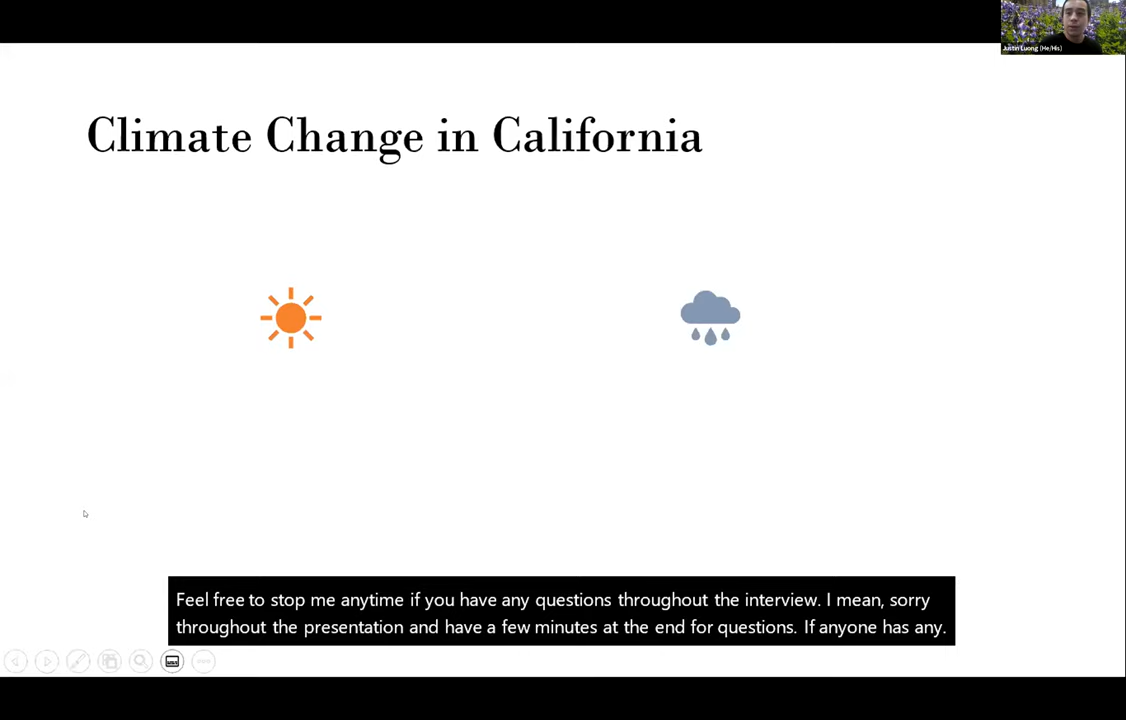 Justin Luong (He/His)
Climate Change in California
Feel free to stop me anytime if you have any questions throughout the interview. I mean, sorry
throughout the presentation and have a few minutes at the end for questions. If anyone has any.